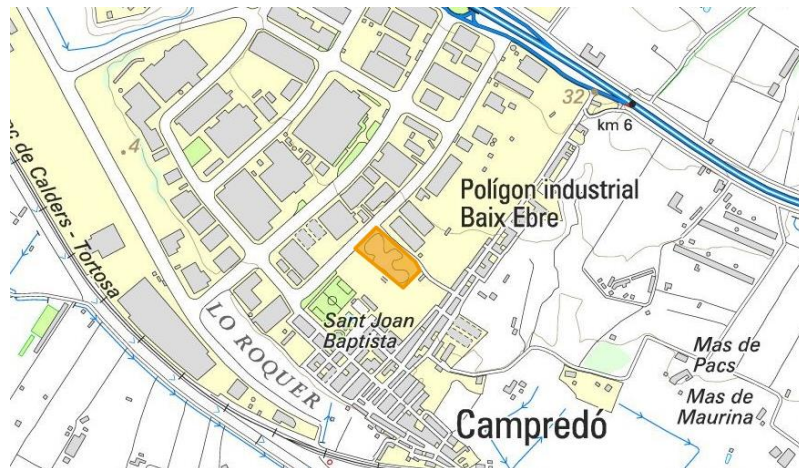 32
km 6
4
ac de Calders - Tortosa
Polígon industrial
Baix Ebre
LO ROQUER
Sant Joan
Baptista
Mas de
Pacs
Mas de
Maurina
Campredó